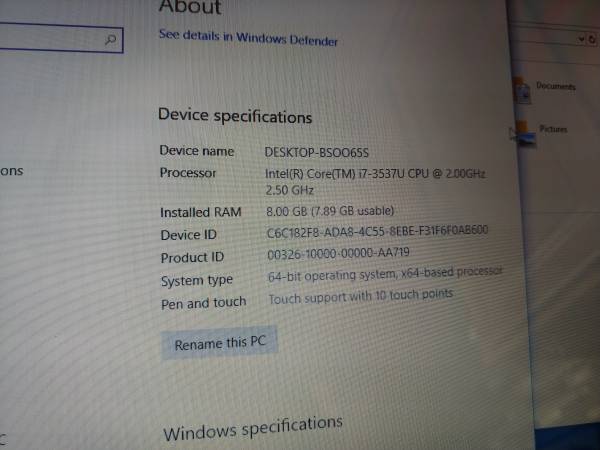 About
See details in Windows Defender
Documents
Pictures
Device specifications
Device name DESKTOP-BSOO65S
ons
Processor Intel(R) Core(TM) i7-3537U CPU @ 2.00GHz
2.50 GHz
Installed RAM 8.00 GB (7.89 GB usable)
Device ID C6C182F8-ADA8-4C55-8EBE-F31F6F0AB600
Product ID 00326-10000-00000-AA719
System type 64-bit operating system, x64-based processor
Pen and touch Touch support with 10 touch points
Rename this PC
Windows specifications
C